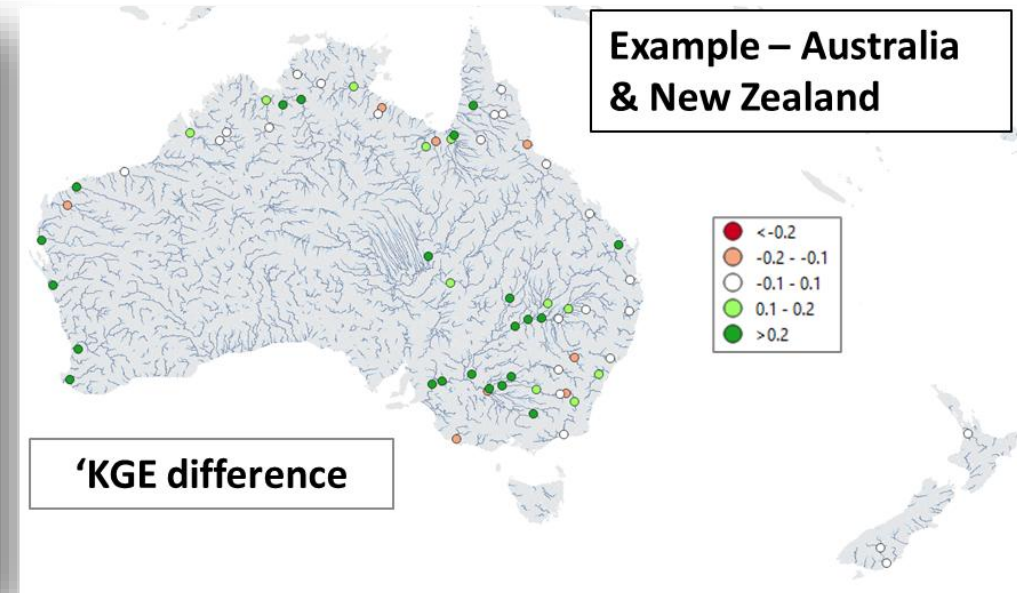 Example – Australia
& New Zealand
<-0.2
-0.2 - -0.1
-0.1 - 0.1
0.1 - 0.2
>0.2
‘KGE difference